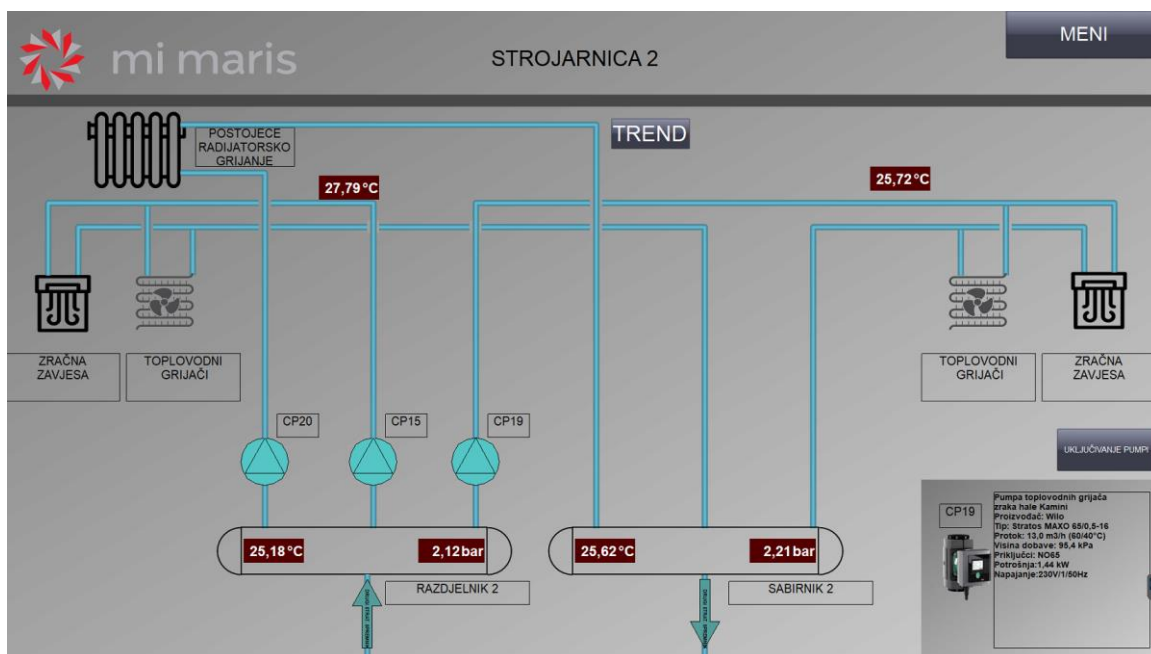 mi maris
STROJARNICA 2
MENI
POSTOJEĆE
RADIJATORSKO
GRIJANJE
TREND
27,79 °C
25,72 °C
ZRAČNA
ZAVJESA
TOPLOVODNI
GRIJAČI
TOPLOVODNI
GRIJAČI
ZRAČNA
ZAVJESA
CP20
CP15
CP19
UKLJUČIVANJE PUMPI
25,18 °C
2,12 bar
25,62 °C
2,21 bar
RAZDJELNIK 2
SABIRNIK 2
CP19
Pumpa toplovodnih grijača
zraka hale Kamini
Proizvođač: Wilo
Tip: Stratos MAXO 65/0,5-16
Protok: 13,0 m3/h (60/40°C)
Visina dobave: 95,4 kPa
Priključci: NO65
Potrošnja:1,44 kW
Napajanje:230V/1/50Hz